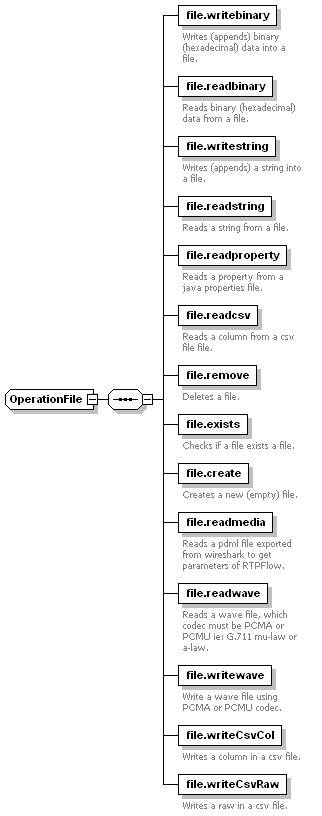 file.writebinary
Writes (appends) binary
(hexadecimal) data into a
file.
file.readbinary
Reads binary (hexadecimal)
data from a file.
file.writestring
Writes (appends) a string into
a file.
file.readstring
Reads a string from a file.
file.readproperty
Reads a property from a
java properties file.
file.readcsv
Reads a column from a csv
file file.
OperationFile
file.remove
Deletes a file.
file.exists
Checks if a file exists a file.
file.create
Creates a new (empty) file.
file.readmedia
Reads a pdml file exported
from wireshark to get
parameters of RTPFlow.
file.readwave
Reads a wave file, which
codec must be PCMA or
PCMU ie: G.711 mu-law or
a-law.
file.writewave
Write a wave file using
PCMA or PCMU codec.
file.writeCsvCol
Writes a column in a csv file.
file.writeCsvRaw
Writes a raw in a csv file.